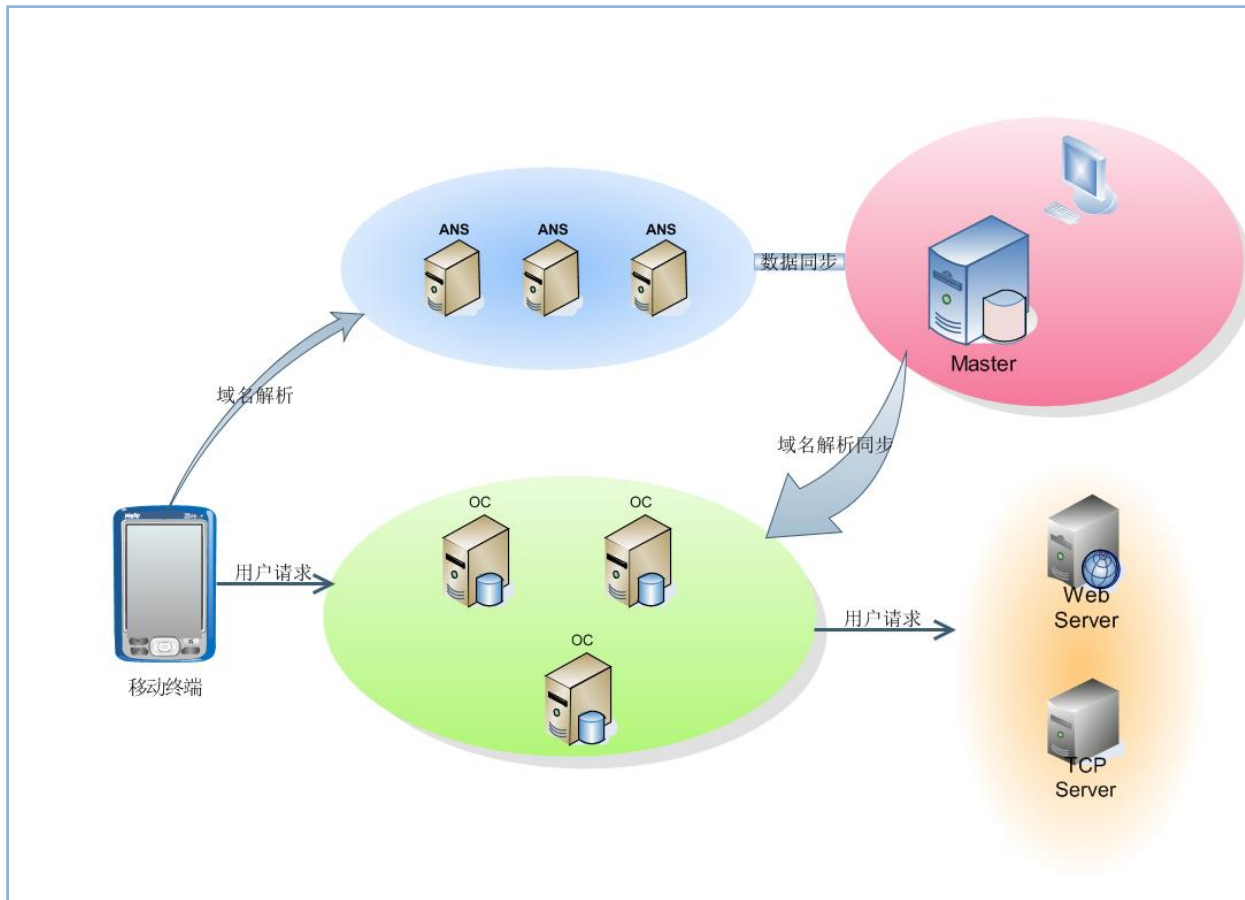 ANS
ANS
ANS
数据同步
Master
域名解析
域名解析同步
OC
OC
用户请求
Web
Server
用户请求
OC
移动终端
TCP
Server